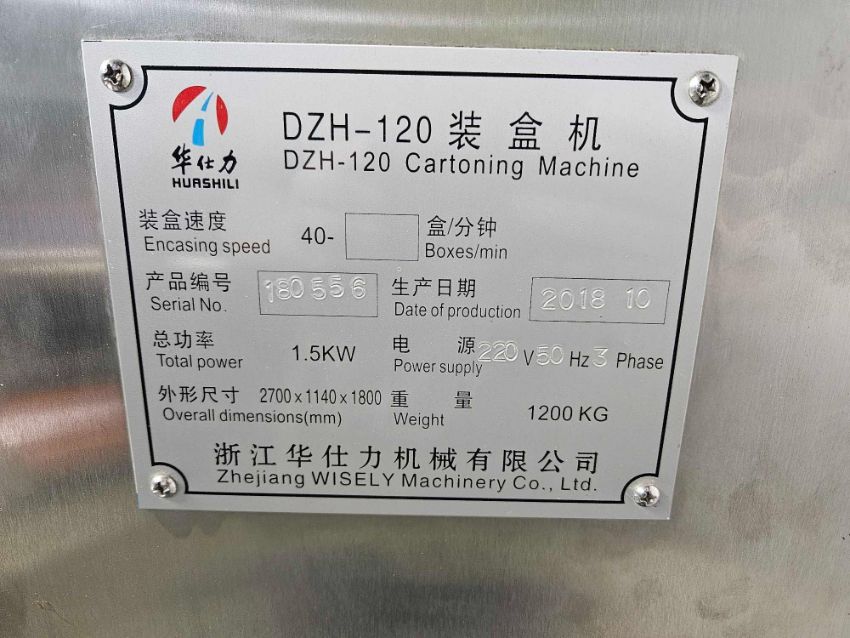 华仕力
HUASHILI
DZH-120 装盒机
DZH-120 Cartoning Machine
装盒速度 40- 盒/分钟
Encasing speed Boxes/min
产品编号 180556 生产日期 2018 10
Serial No. Date of production
总功率 1.5KW 电 源 220 V 50 Hz 3 Phase
Total power Power supply
外形尺寸 2700x1140x1800 重 量 1200 KG
Overall dimensions(mm) Weight
浙江华仕力机械有限公司
Zhejiang WISELY Machinery Co., Ltd.